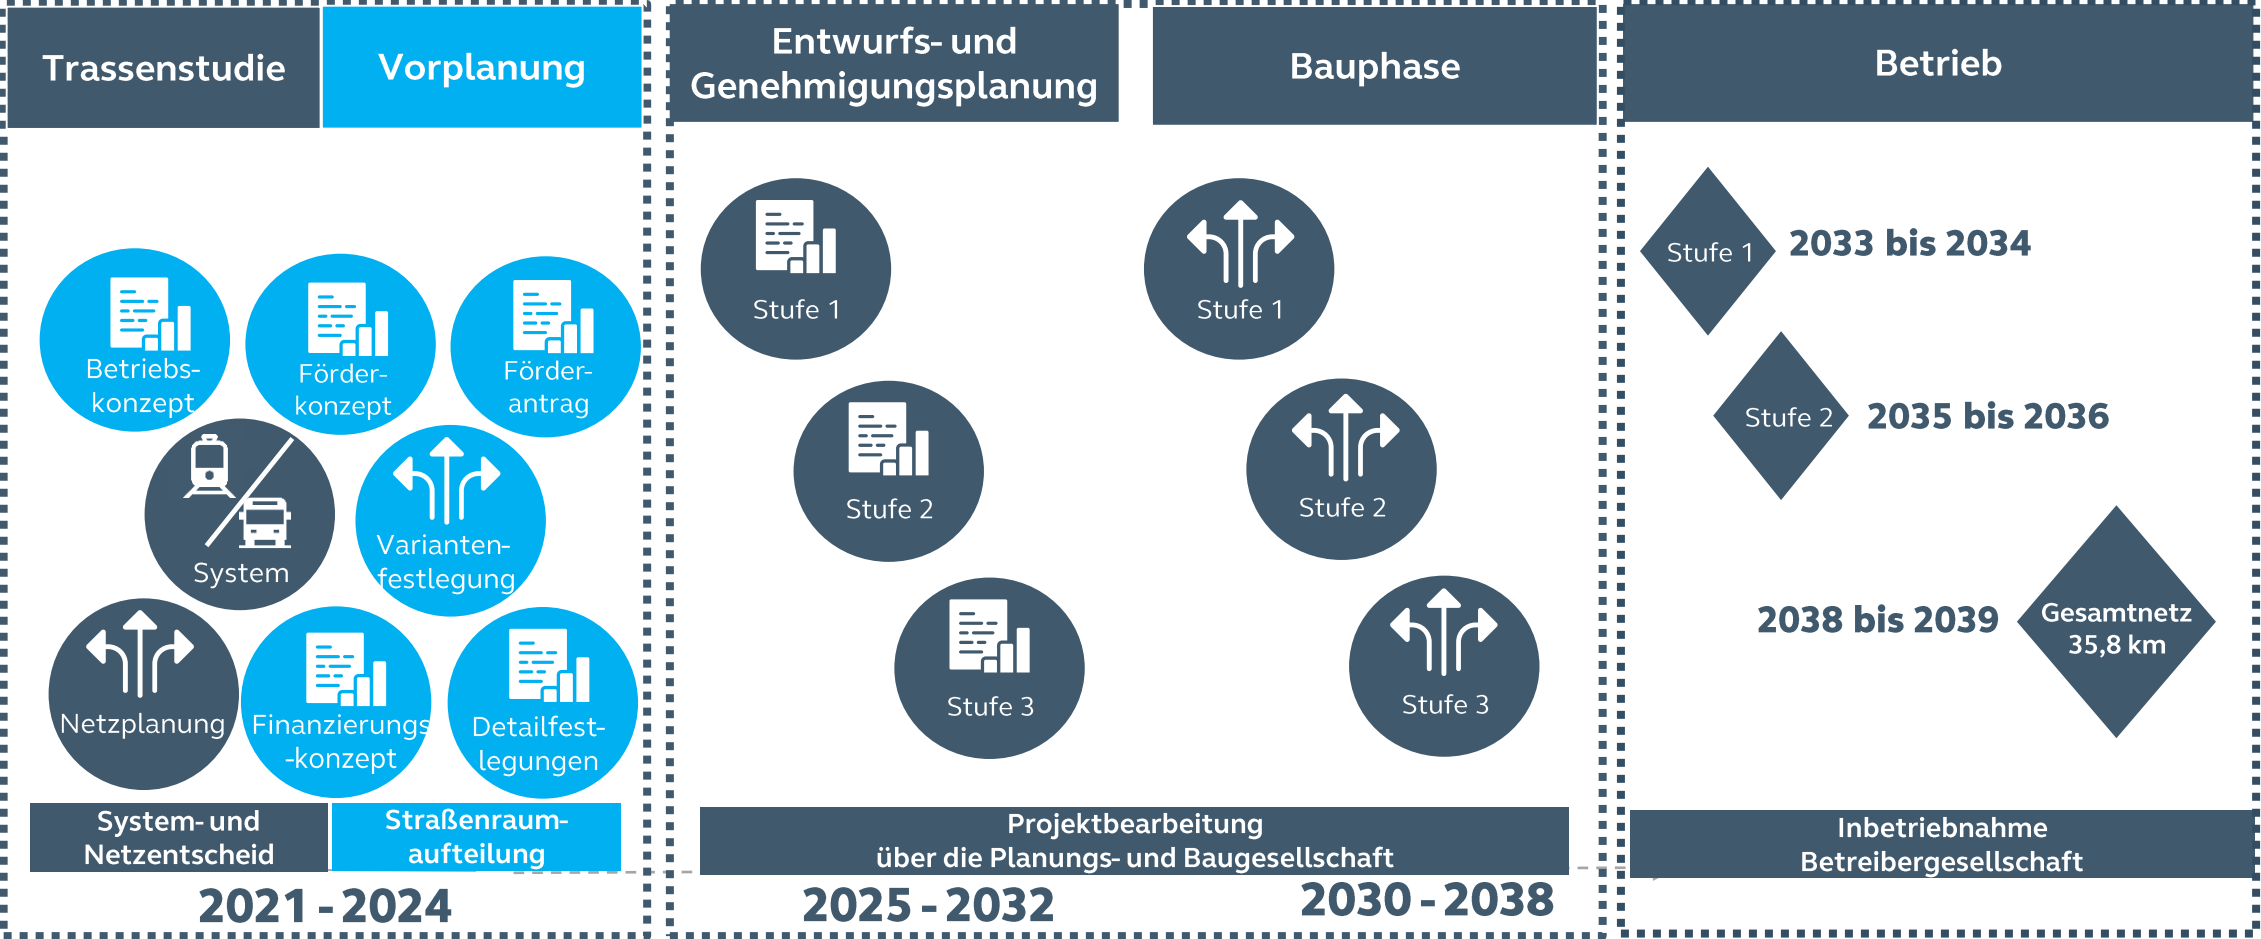 Trassenstudie
Vorplanung
Betriebs-
konzept
Förder-
konzept
Förder-
antrag
System
Varianten-
festlegung
Netzplanung
Finanzierungs
-konzept
Detailfest-
legungen
System- und
Netzentscheid
Straßenraum-
aufteilung
2021 - 2024
Entwurfs- und
Genehmigungsplanung
Bauphase
Stufe 1
Stufe 2
Stufe 3
Stufe 1
Stufe 2
Stufe 3
Projektbearbeitung
über die Planungs- und Baugesellschaft
2025 - 2032
2030 - 2038
Betrieb
Stufe 1
2033 bis 2034
Stufe 2
2035 bis 2036
2038 bis 2039
Gesamtnetz
35,8 km
Inbetriebnahme
Betreibergesellschaft